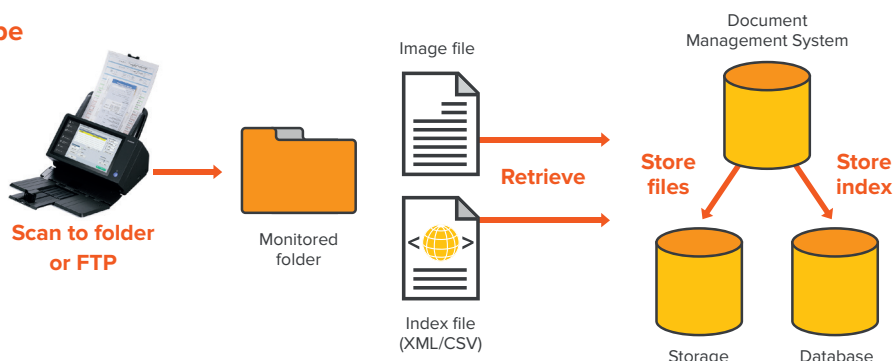 Scan to folder
or FTP
Monitored
folder
Image file
Index file
(XML/CSV)
Retrieve
Document
Management System
Store
files
Store
index
Storage
Database